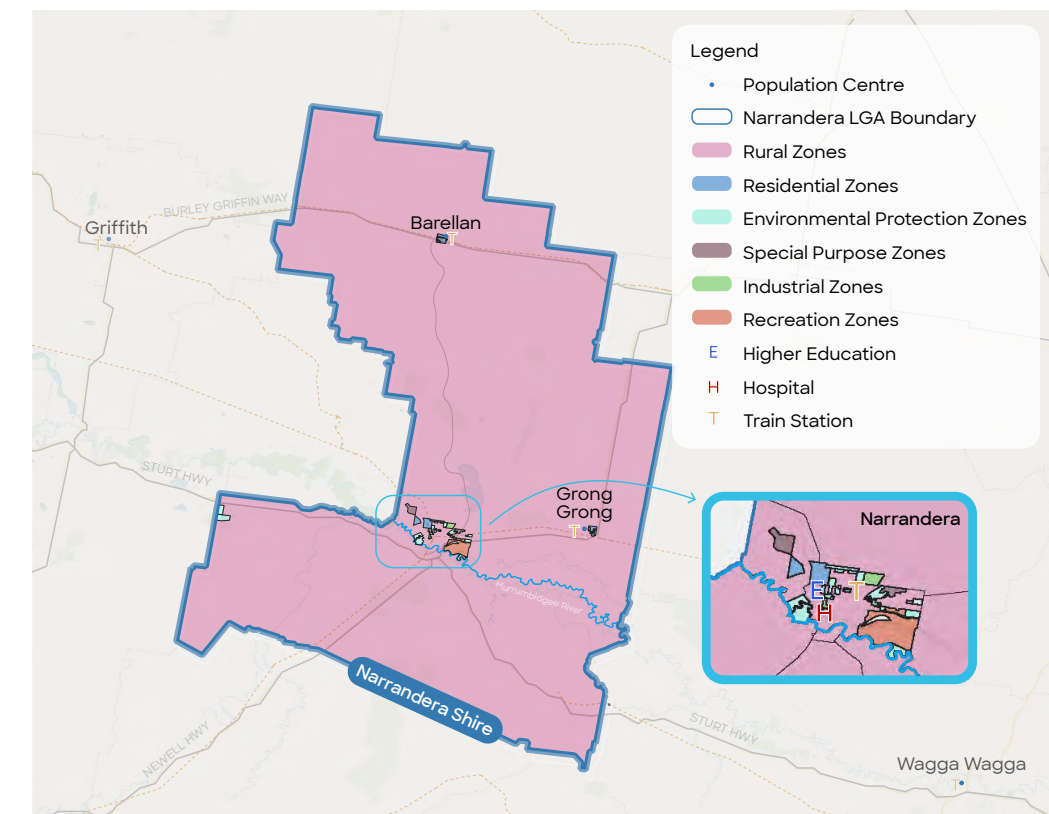 Legend
Population Centre
Narrandera LGA Boundary
Rural Zones
Residential Zones
Environmental Protection Zones
Special Purpose Zones
Industrial Zones
Recreation Zones
E
Higher Education
H
Hospital
T
Train Station
BURLEY GRIFFIN WAY
Griffith
T
Barellan
T
STURT HWY
Grong
Grong
T
Narrandera
E
T
H
Murrumbidgee River
Narrandera Shire
NEWELL HWY
STURT HWY
Wagga Wagga
T